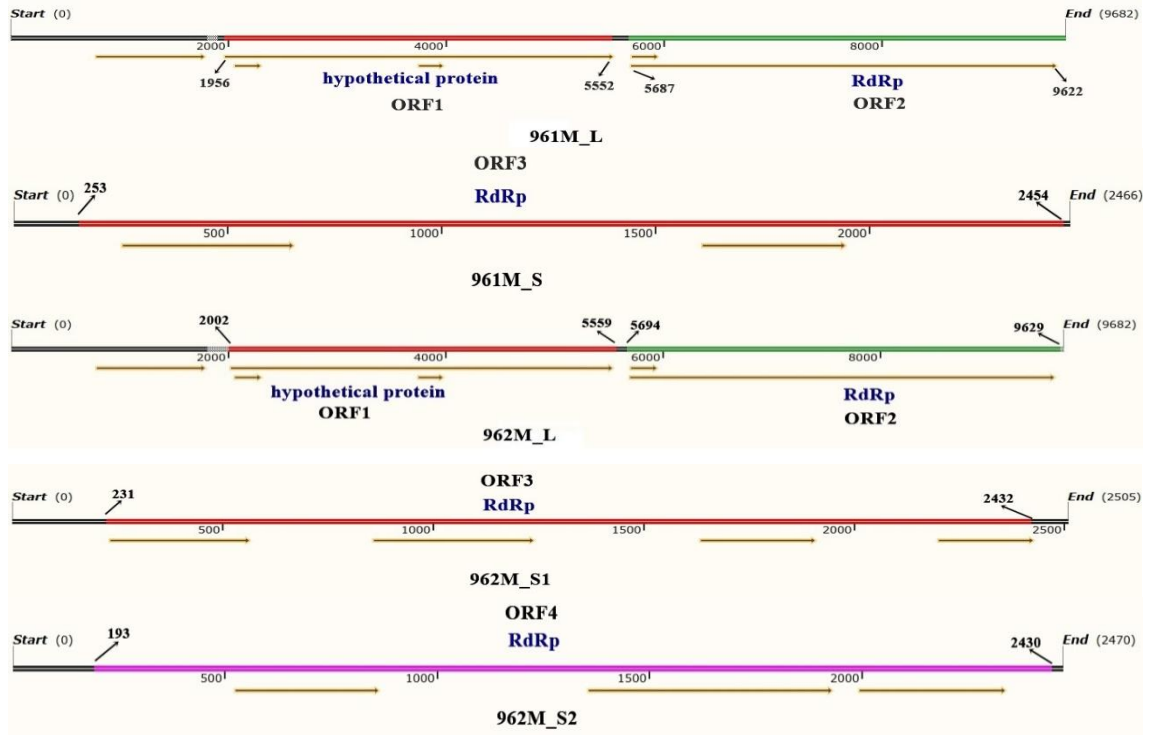 Start (0) End (9682)
2000 4000 6000 8000
1956 hypothetical protein 5552 5687 RdRp 9622
ORF1 ORF2
961M_L
ORF3
Start (0) 253 RdRp 2454 End (2466)
500 1000 1500 2000
961M_S
Start (0) 2002 5559 5694 9629 End (9682)
2000 4000 6000 8000
hypothetical protein RdRp
ORF1 ORF2
962M_L
ORF3
Start (0) 231 RdRp 2432 End (2505)
500 1000 1500 2000 2500
962M_S1
ORF4
Start (0) 193 RdRp 2430 End (2470)
500 1000 1500 2000
962M_S2